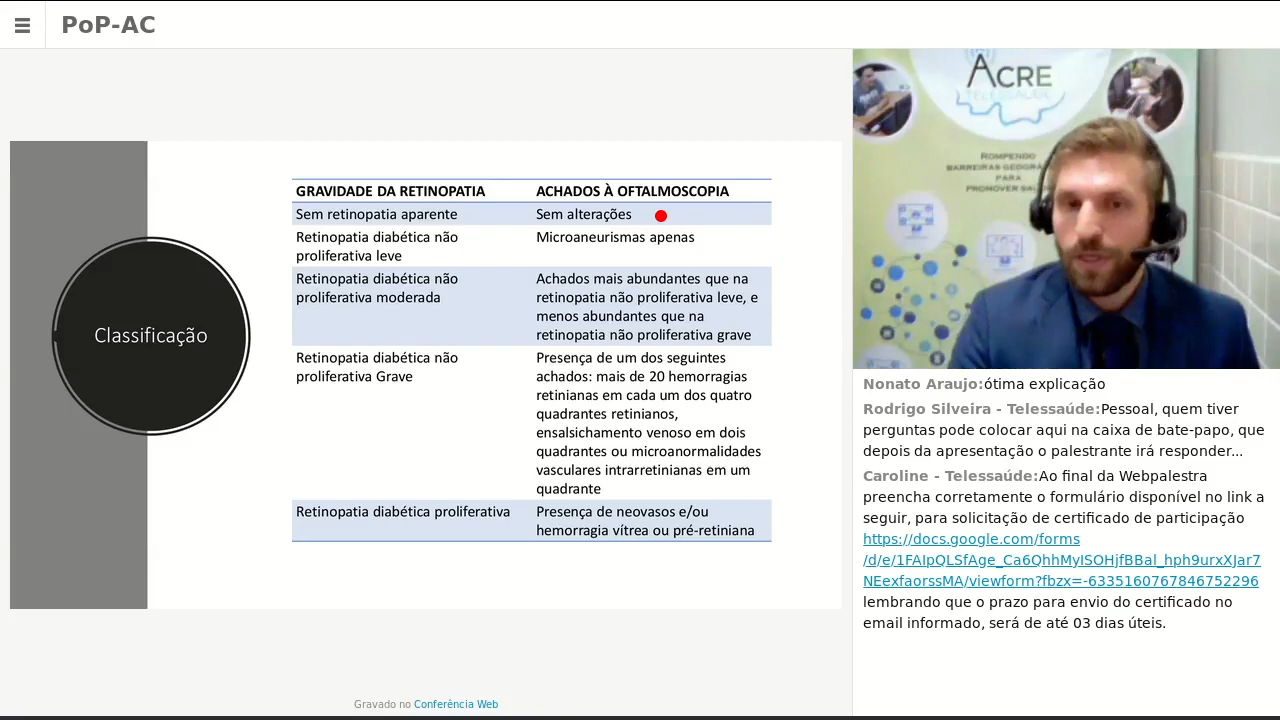 PoP-AC
Classificação
GRAVIDADE DA RETINOPATIA
ACHADOS À OFTALMOSCOPIA
Sem retinopatia aparente
Sem alterações
Retinopatia diabética não
proliferativa leve
Microaneurismas apenas
Retinopatia diabética não
proliferativa moderada
Achados mais abundantes que na
retinopatia não proliferativa leve, e
menos abundantes que na
retinopatia não proliferativa grave
Retinopatia diabética não
proliferativa Grave
Presença de um dos seguintes
achados: mais de 20 hemorragias
retinianas em cada um dos quatro
quadrantes retinianos,
ensalsichamento venoso em dois
quadrantes ou microanormalidades
vasculares intrarretinianas em um
quadrante
Retinopatia diabética proliferativa
Presença de neovasos e/ou
hemorragia vítrea ou pré-retiniana
Gravado no Conferência Web
ACRE
TELESSAÚDE
ROMPENDO
BARREIRAS
PARA
PROMOVER
Nonato Araujo:ótima explicação
Rodrigo Silveira - Telessaúde:Pessoal, quem tiver
perguntas pode colocar aqui na caixa de bate-papo, que
depois da apresentação o palestrante irá responder...
Caroline - Telessaúde:Ao final da Webpalestra
preencha corretamente o formulário disponível no link a
seguir, para solicitação de certificado de participação
https://docs.google.com/forms
/d/e/1FAIpQLSfAge_Ca6QhhMyISOHjfBBal_hph9urxXJar7
NEexfaorssMA/viewform?fbzx=-6335160767846752296
lembrando que o prazo para envio do certificado no
email informado, será de até 03 dias úteis.